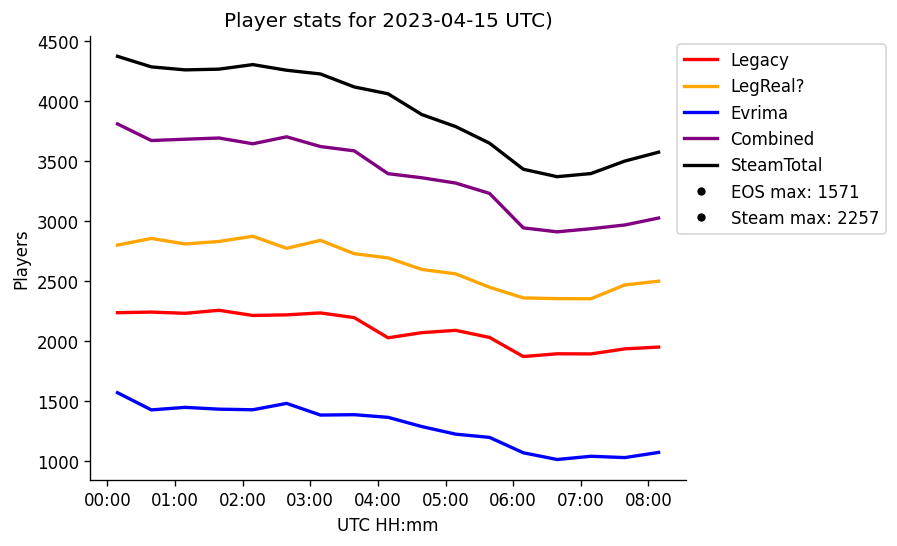 Player stats for 2023-04-15 UTC)
4500
4000
3500
3000
2500
2000
1500
1000
Players
00:00 01:00 02:00 03:00 04:00 05:00 06:00 07:00 08:00
UTC HH:mm
Legacy
LegReal?
Evrima
Combined
SteamTotal
EOS max: 1571
Steam max: 2257